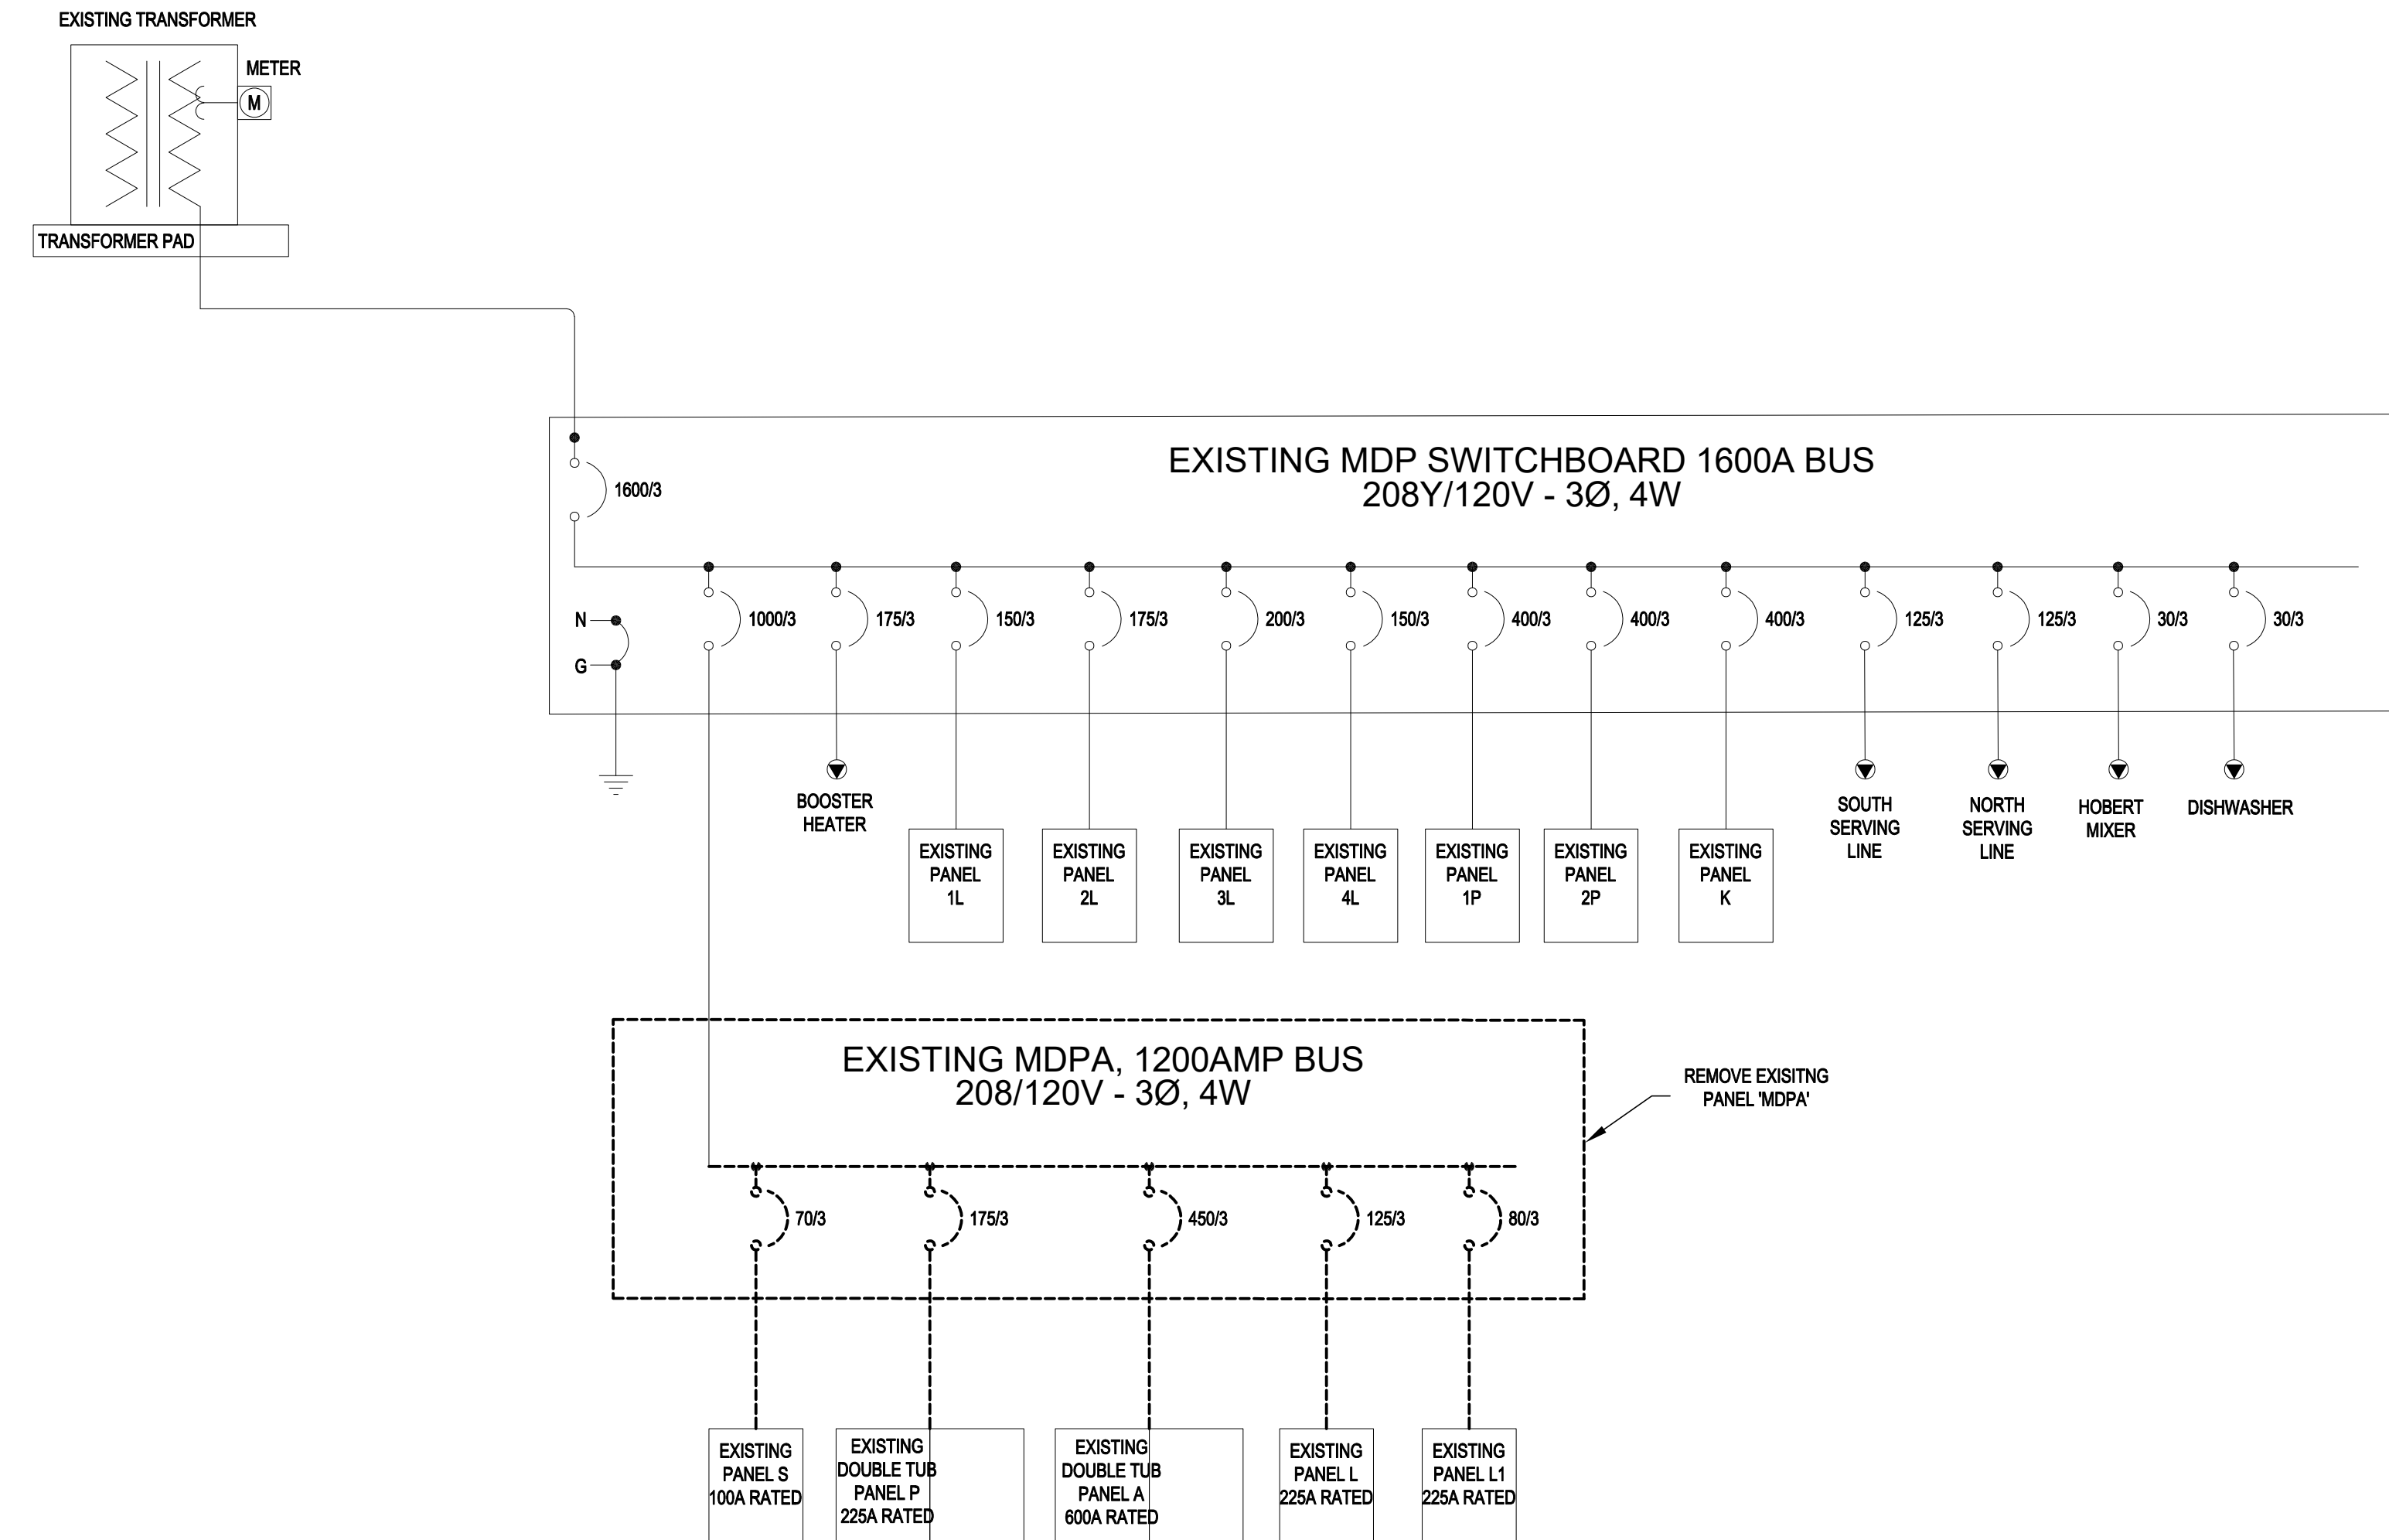 EXISTING TRANSFORMER
METER
M
TRANSFORMER PAD
EXISTING MDP SWITCHBOARD 1600A BUS
208Y/120V - 3Ø, 4W
1600/3
N
G
1000/3
175/3
150/3
175/3
200/3
150/3
400/3
400/3
400/3
125/3
125/3
30/3
30/3
BOOSTER
HEATER
EXISTING
PANEL
1L
EXISTING
PANEL
2L
EXISTING
PANEL
3L
EXISTING
PANEL
4L
EXISTING
PANEL
1P
EXISTING
PANEL
2P
EXISTING
PANEL
K
SOUTH
SERVING
LINE
NORTH
SERVING
LINE
HOBERT
MIXER
DISHWASHER
EXISTING MDPA, 1200AMP BUS
208/120V - 3Ø, 4W
REMOVE EXISITNG
PANEL 'MDPA'
70/3
175/3
450/3
125/3
80/3
EXISTING
PANEL S
100A RATED
EXISTING
DOUBLE TUB
PANEL P
225A RATED
EXISTING
DOUBLE TUB
PANEL A
600A RATED
EXISTING
PANEL L
225A RATED
EXISTING
PANEL L1
225A RATED